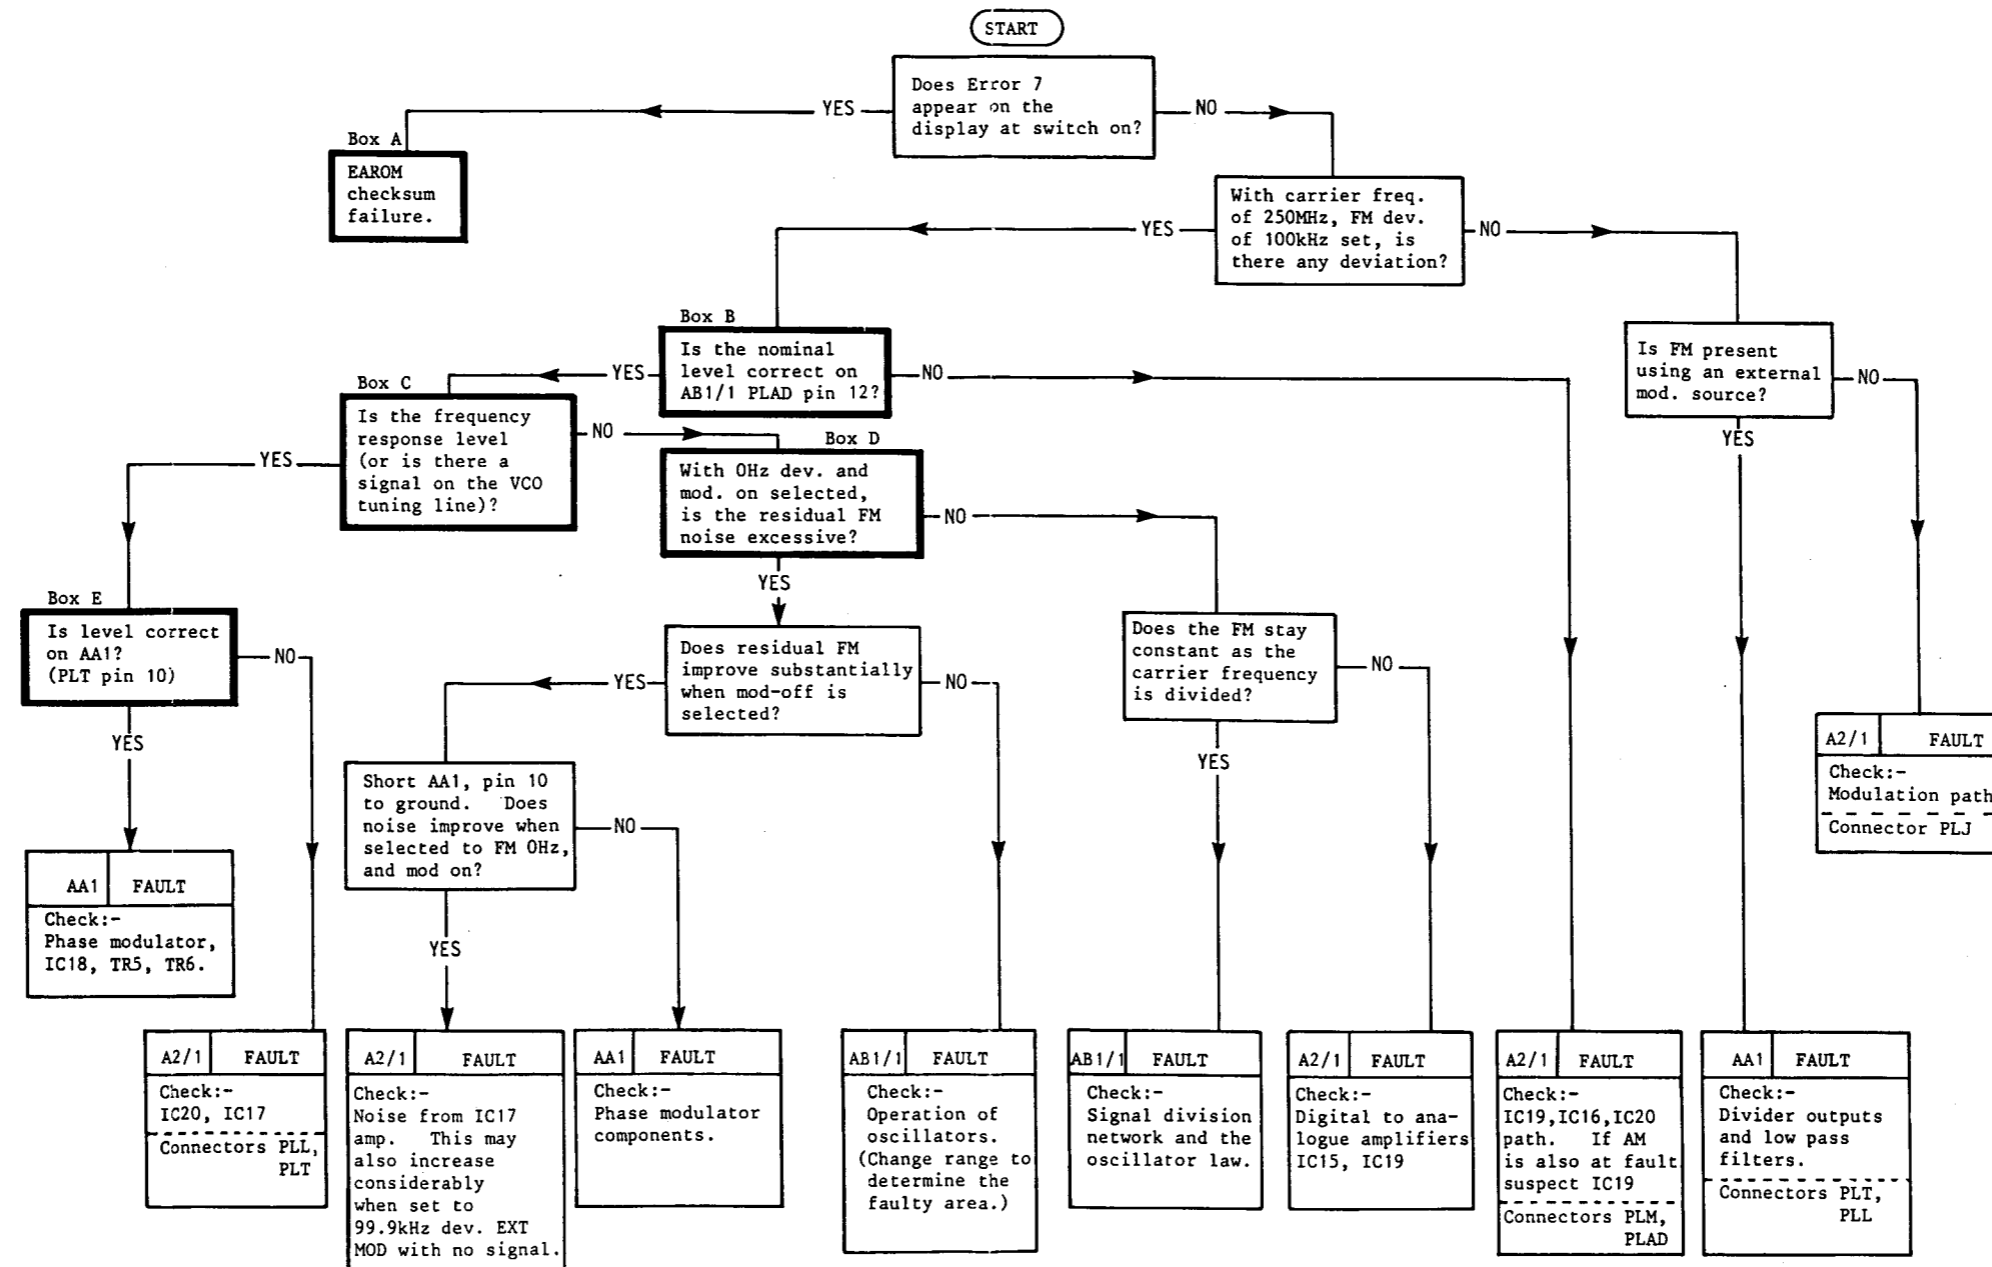 START
Does Error 7
appear on the
display at switch on?
YES
NO
Box A
EAROM
checksum
failure.
With carrier freq.
of 250MHz, FM dev.
of 100kHz set, is
there any deviation?
YES
NO
Box B
Is the nominal
level correct on
AB1/1 PLAD pin 12?
YES
NO
Is FM present
using an external
mod. source?
NO
YES
Box C
Is the frequency
response level
(or is there a
signal on the VCO
tuning line)?
YES
NO
Box D
With 0Hz dev. and
mod. on selected,
is the residual FM
noise excessive?
NO
YES
Box E
Is level correct
on AA1?
(PLT pin 10)
NO
YES
Does residual FM
improve substantially
when mod-off is
selected?
YES
NO
Does the FM stay
constant as the
carrier frequency
is divided?
NO
YES
Short AA1, pin 10
to ground. Does
noise improve when
selected to FM 0Hz,
and mod on?
NO
YES
A2/1 FAULT
Check:-
Modulation path
Connector PLJ
AA1 FAULT
Check:-
Phase modulator,
IC18, TR5, TR6.
A2/1 FAULT
Check:-
IC20, IC17
Connectors PLL,
PLT
A2/1 FAULT
Check:-
Noise from IC17
amp. This may
also increase
considerably
when set to
99.9kHz dev. EXT
MOD with no signal.
AA1 FAULT
Check:-
Phase modulator
components.
AB1/1 FAULT
Check:-
Operation of
oscillators.
(Change range to
determine the
faulty area.)
AB1/1 FAULT
Check:-
Signal division
network and the
oscillator law.
A2/1 FAULT
Check:-
Digital to ana-
logue amplifiers
IC15, IC19
A2/1 FAULT
Check:-
IC19,IC16,IC20
path. If AM
is also at fault
suspect IC19
Connectors PLM,
PLAD
AA1 FAULT
Check:-
Divider outputs
and low pass
filters.
Connectors PLT,
PLL